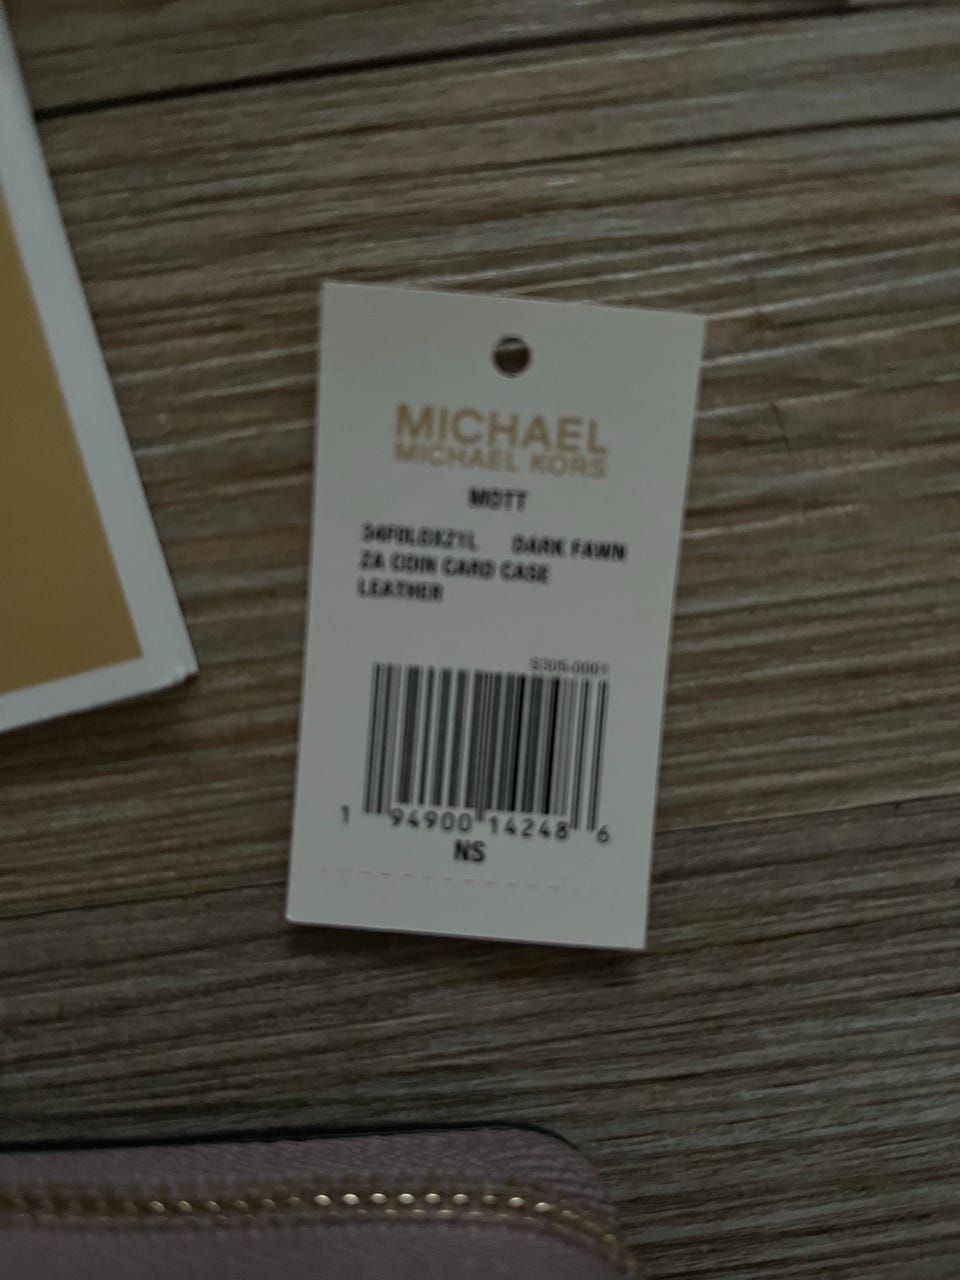 MICHAEL
MICHAEL KORS
MOTT
DARK FAWN
ZA COIN CARD CASE
LEATHER
1 94900 14248 6
NS